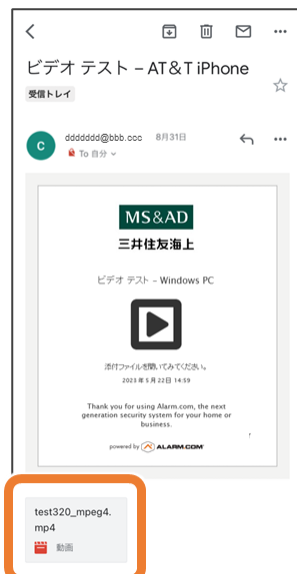 ビデオ テスト – AT&T iPhone
受信トレイ
C
ddddddd@bbb.ccc 8月31日
To 自分
MS&AD
三井住友海上
ビデオ テスト – Windows PC
添付ファイルを開いてみてください。
2023 年 5 月 22日 14:59
Thank you for using Alarm.com, the next
generation security system for your home or
business.
powered by ALARM.COM
test320_mpeg4.
mp4
動画